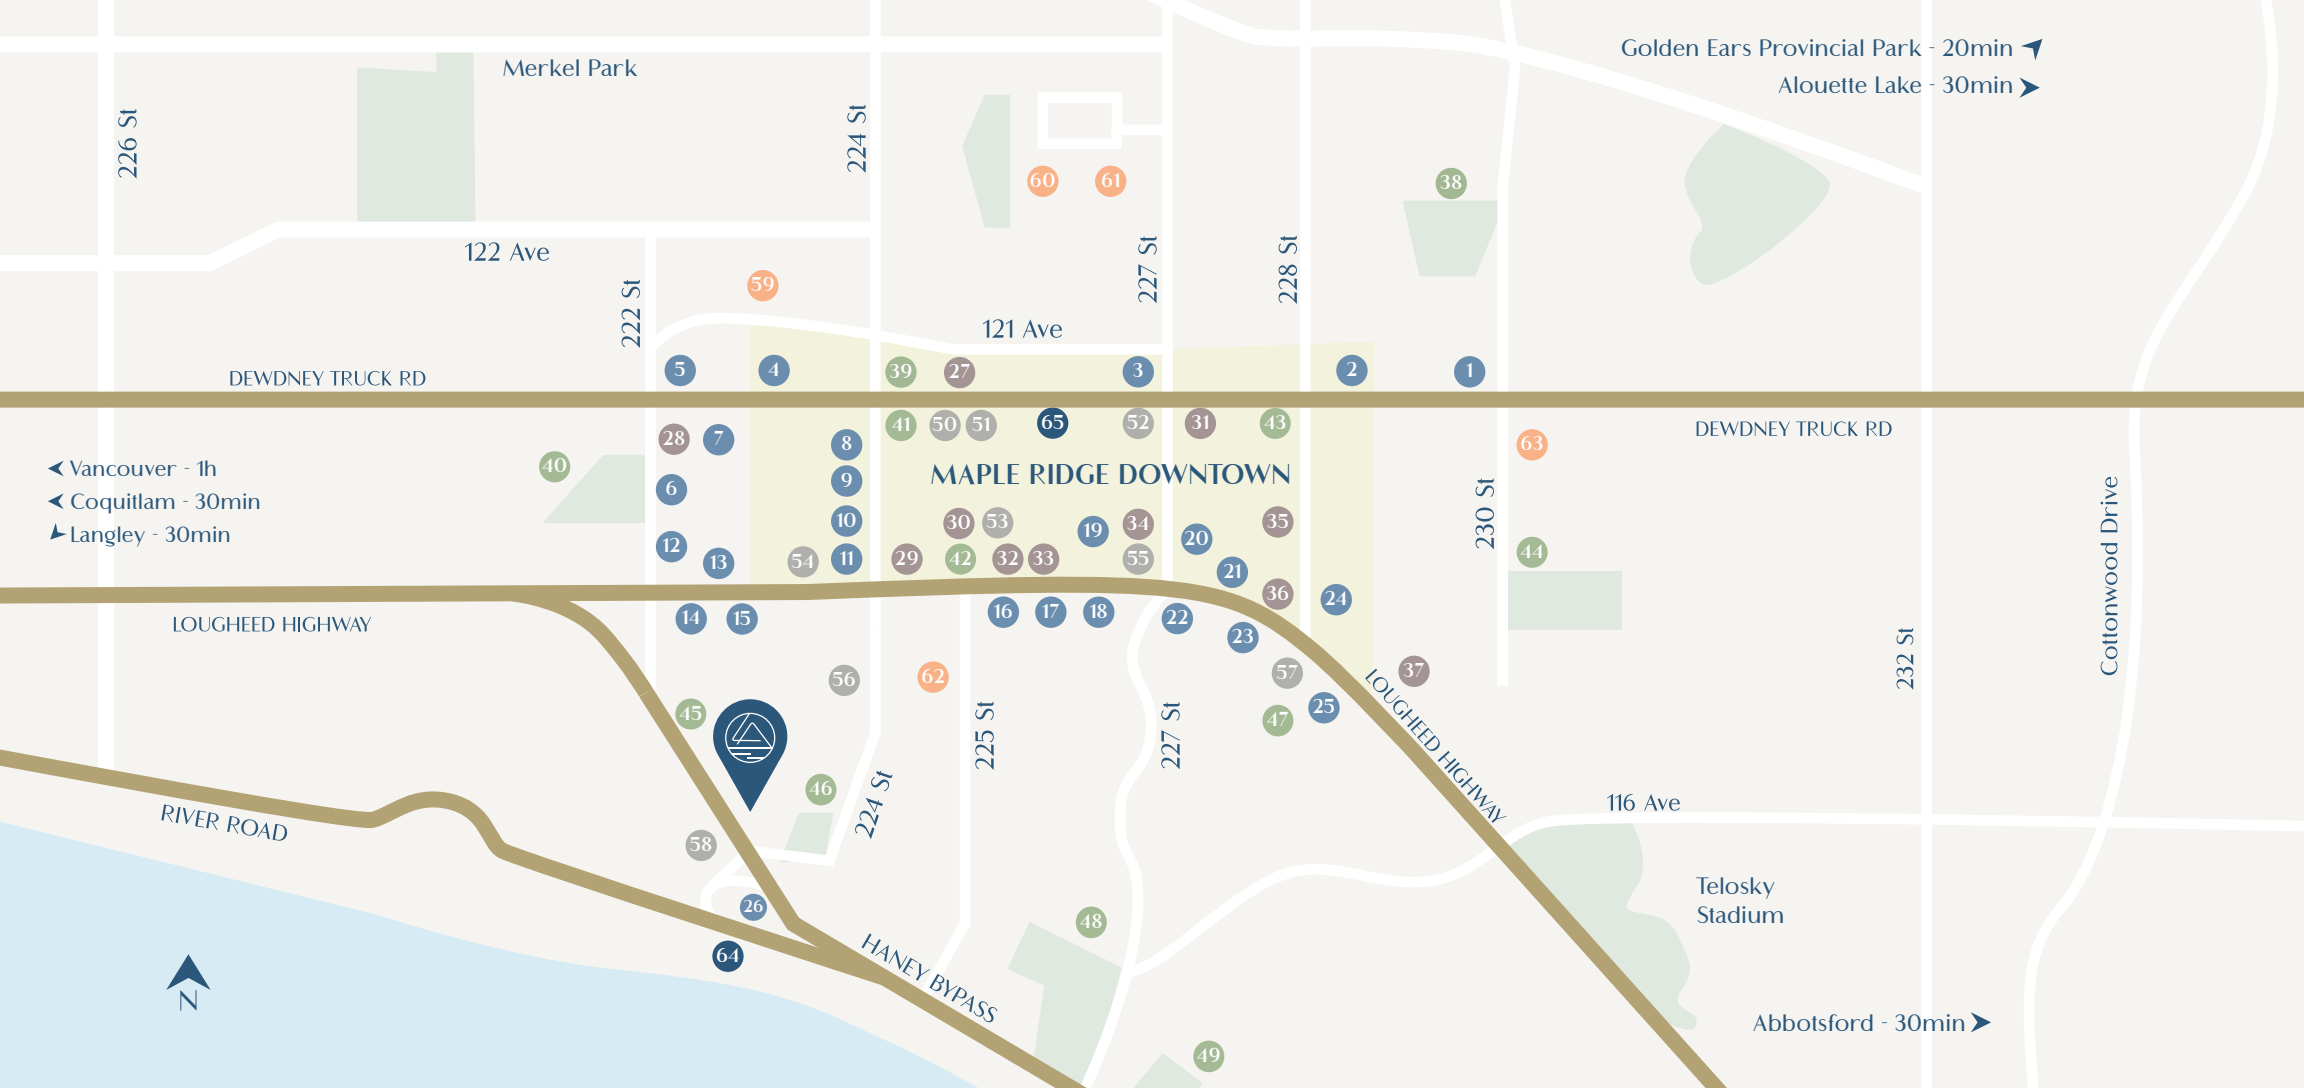 Golden Ears Provincial Park - 20min
Merkel Park
Alouette Lake - 30min
226 St
224 St
60
61
38
122 Ave
227 St
228 St
59
222 St
121 Ave
5
4
39
27
3
2
1
DEWDNEY TRUCK RD
41
50
51
65
52
31
43
DEWDNEY TRUCK RD
28
7
8
63
Vancouver - 1h
40
MAPLE RIDGE DOWNTOWN
6
9
Coquitlam - 30min
10
30
53
19
34
35
230 St
Cottonwood Drive
Langley - 30min
12
13
54
11
29
42
32
33
55
20
21
44
36
24
LOUGHEED HIGHWAY
14
15
16
17
18
22
23
232 St
56
62
57
37
45
225 St
227 St
47
25
LOUGHEED HIGHWAY
46
224 St
116 Ave
RIVER ROAD
58
Telosky
Stadium
26
48
64
HANEY BYPASS
N
Abbotsford - 30min
49